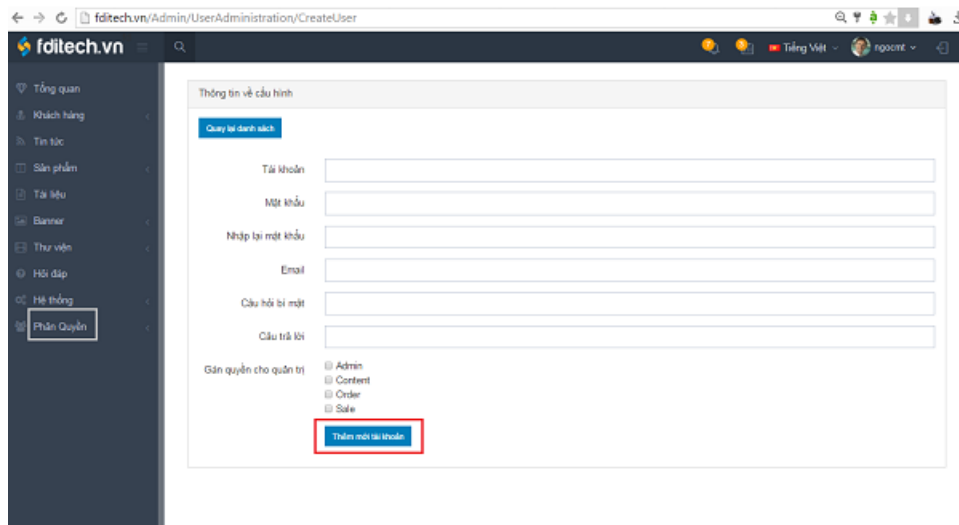 fditech.vn/Admin/UserAdministration/CreateUser
fditech.vn
Tiếng Việt
ngocmt
Tổng quan
Khách hàng
Tin tức
Sản phẩm
Tài liệu
Banner
Thư viện
Hỏi đáp
Hệ thống
Phân Quyền
Thông tin về cấu hình
Quay lại danh sách
Tài khoản
Mật khẩu
Nhập lại mật khẩu
Email
Câu hỏi bí mật
Câu trả lời
Gán quyền cho quản trị
Admin
Content
Order
Sale
Thêm mới tài khoản